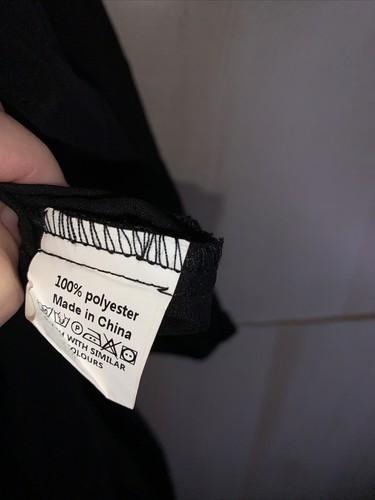 100% polyester
Made in China
P
WITH SIMILAR
COLOURS